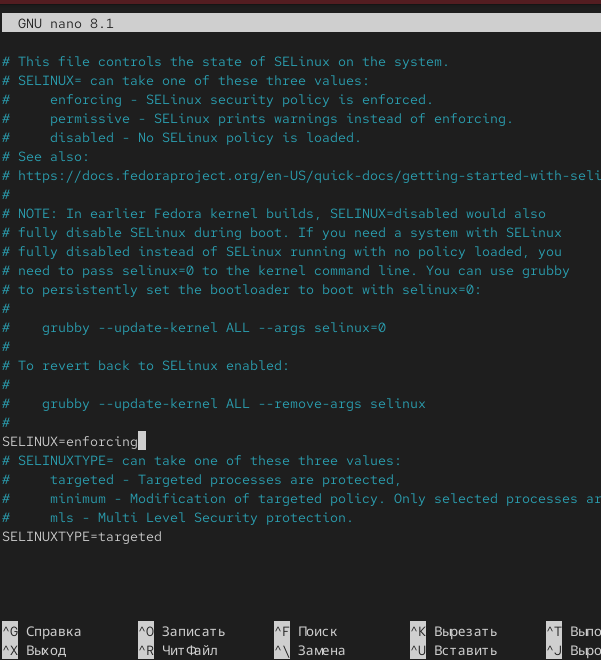 GNU nano 8.1
# This file controls the state of SELinux on the system.
# SELINUX= can take one of these three values:
#     enforcing - SELinux security policy is enforced.
#     permissive - SELinux prints warnings instead of enforcing.
#     disabled - No SELinux policy is loaded.
# See also:
# https://docs.fedoraproject.org/en-US/quick-docs/getting-started-with-seli
#
# NOTE: In earlier Fedora kernel builds, SELINUX=disabled would also
# fully disable SELinux during boot. If you need a system with SELinux
# fully disabled instead of SELinux running with no policy loaded, you
# need to pass selinux=0 to the kernel command line. You can use grubby
# to persistently set the bootloader to boot with selinux=0:
#
#    grubby --update-kernel ALL --args selinux=0
#
# To revert back to SELinux enabled:
#
#    grubby --update-kernel ALL --remove-args selinux
#
SELINUX=enforcing
# SELINUXTYPE= can take one of these three values:
#     targeted - Targeted processes are protected,
#     minimum - Modification of targeted policy. Only selected processes ar
#     mls - Multi Level Security protection.
SELINUXTYPE=targeted
^G Справка ^O Записать ^F Поиск ^K Вырезать ^T Выпо
^X Выход ^R ЧитФайл ^\ Замена ^U Вставить ^J Выро